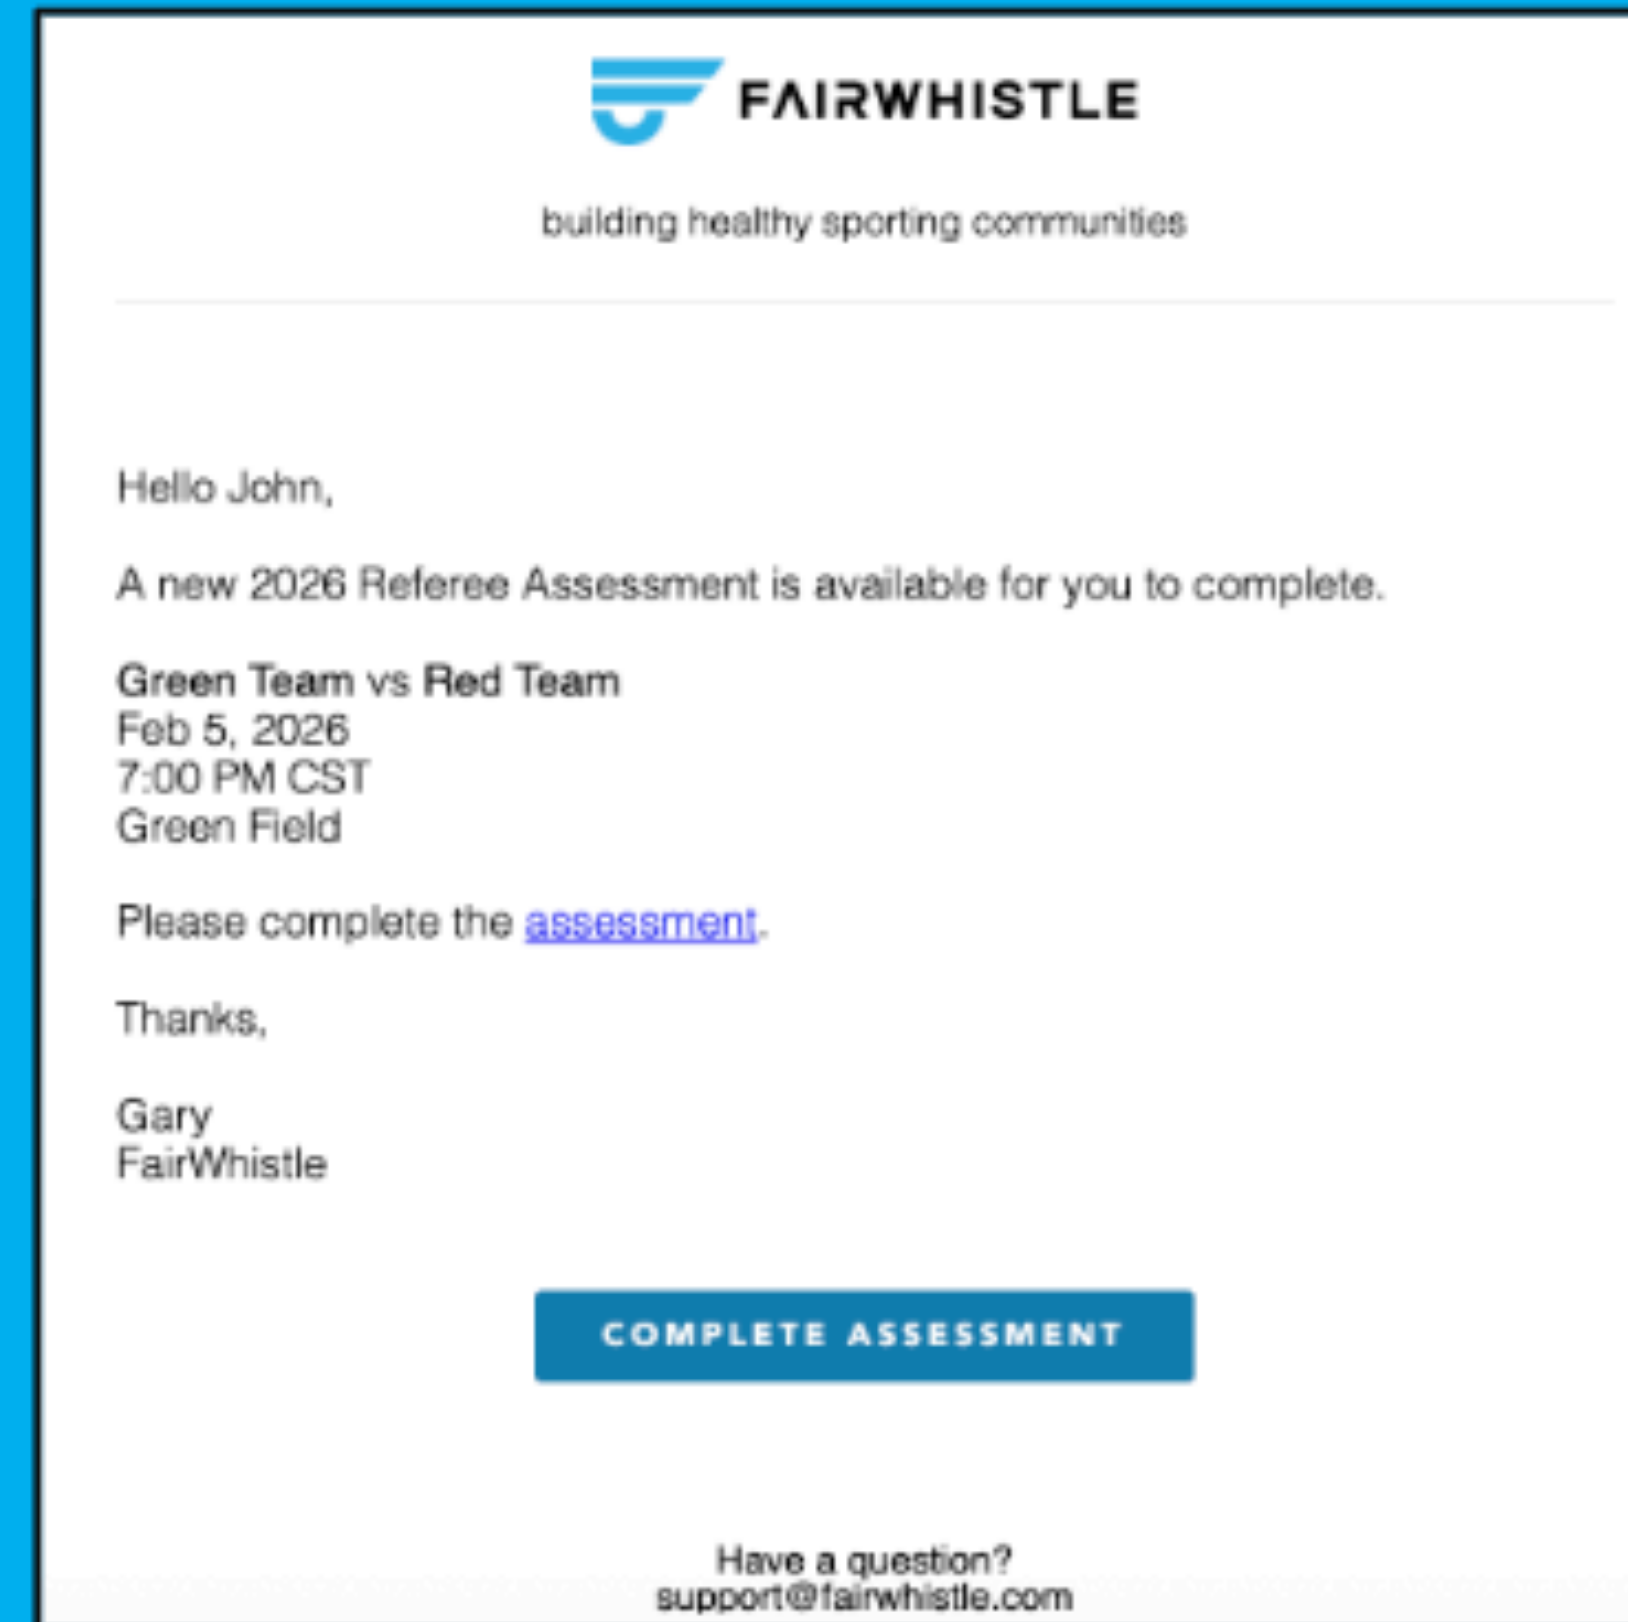 FAIRWHISTLE
building healthy sporting communities
Hello John,
A new 2026 Referee Assessment is available for you to complete.
Green Team vs Red Team
Feb 5, 2026
7:00 PM CST
Green Field
Please complete the assessment.
Thanks,
Gary
FairWhistle
COMPLETE ASSESSMENT
Have a question?
support@fairwhistle.com